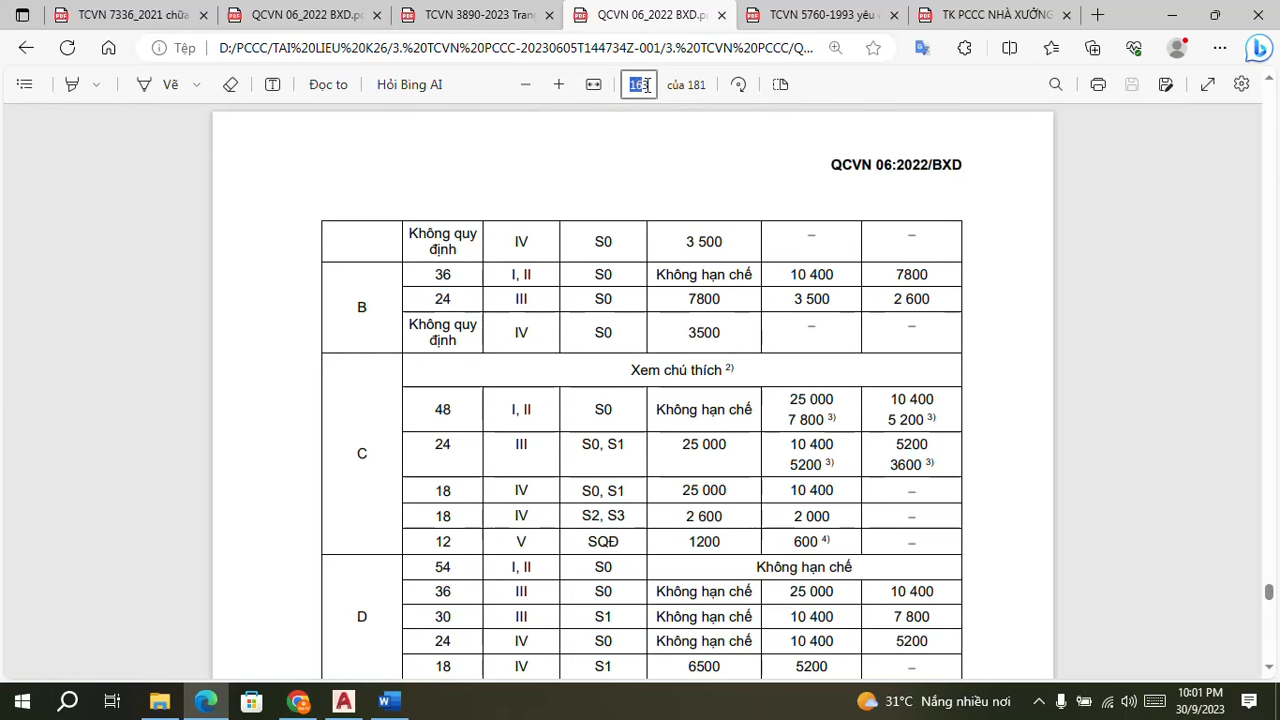 TCVN 7336_2021 chữa
QCVN 06_2022 BXD.pc
TCVN 3890-2023 Tran
QCVN 06_2022 BXD.pc
TCVN 5760-1993 yêu c
TK PCCC NHÀ XƯỞNG
Tệp
D:/PCCC/TAI%20LIEU%20K26/3.%20TCVN%20PCCC-20230605T144734Z-001/3.%20TCVN%20PCCC/Q...
Vẽ
Đọc to
Hỏi Bing AI
163
của 181
QCVN 06:2022/BXD
Không quy định IV S0 3 500 – –
B
36 I, II S0 Không hạn chế 10 400 7800
24 III S0 7800 3 500 2 600
Không quy định IV S0 3500 – –
C
Xem chú thích 2)
48 I, II S0 Không hạn chế 25 000 10 400
7 800 3) 5 200 3)
24 III S0, S1 25 000 10 400 5200
5200 3) 3600 3)
18 IV S0, S1 25 000 10 400 –
18 IV S2, S3 2 600 2 000 –
12 V SQĐ 1200 600 4) –
D
54 I, II S0 Không hạn chế
36 III S0 Không hạn chế 25 000 10 400
30 III S1 Không hạn chế 10 400 7 800
24 IV S0 Không hạn chế 10 400 5200
18 IV S1 6500 5200 –
31°C Nắng nhiều nơi
10:01 PM
30/9/2023